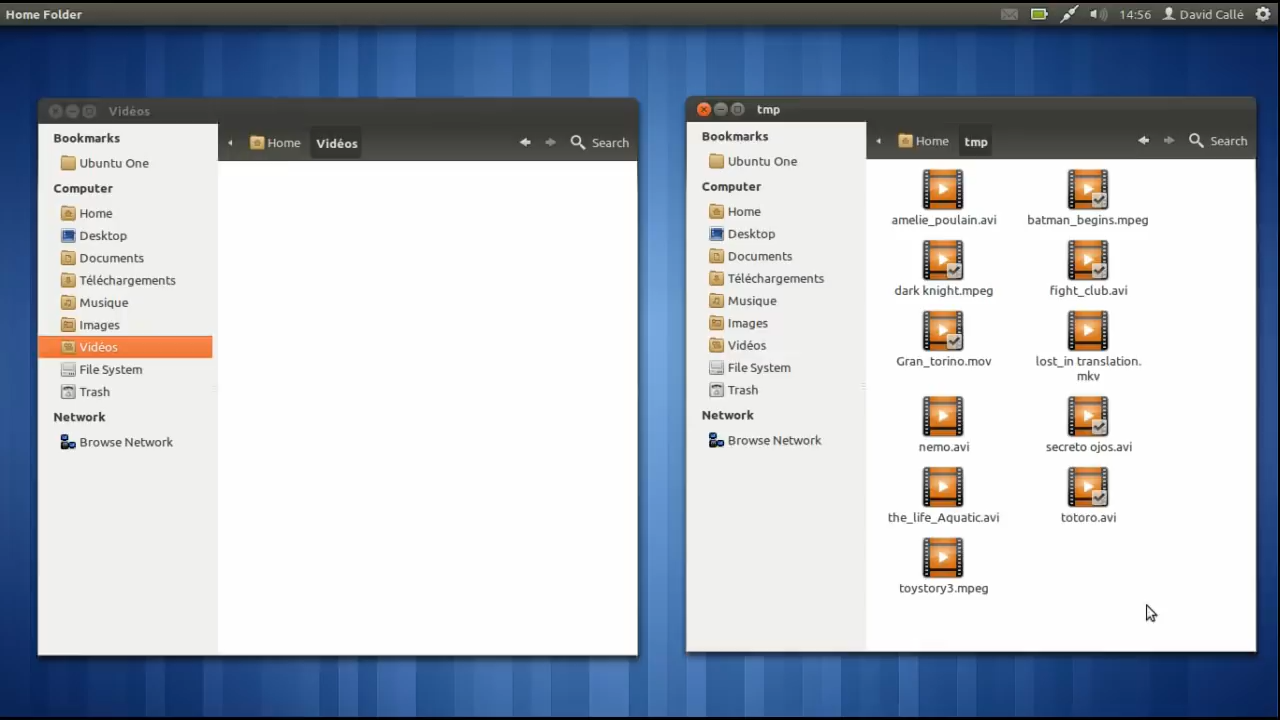 Home Folder
14:56
David Callé
Vidéos
Bookmarks
Ubuntu One
Computer
Home
Desktop
Documents
Téléchargements
Musique
Images
Vidéos
File System
Trash
Network
Browse Network
Home
Vidéos
Search
tmp
Bookmarks
Ubuntu One
Computer
Home
Desktop
Documents
Téléchargements
Musique
Images
Vidéos
File System
Trash
Network
Browse Network
Home
tmp
Search
amelie_poulain.avi
batman_begins.mpeg
dark knight.mpeg
fight_club.avi
Gran_torino.mov
lost_in translation.
mkv
nemo.avi
secreto ojos.avi
the_life_Aquatic.avi
totoro.avi
toystory3.mpeg